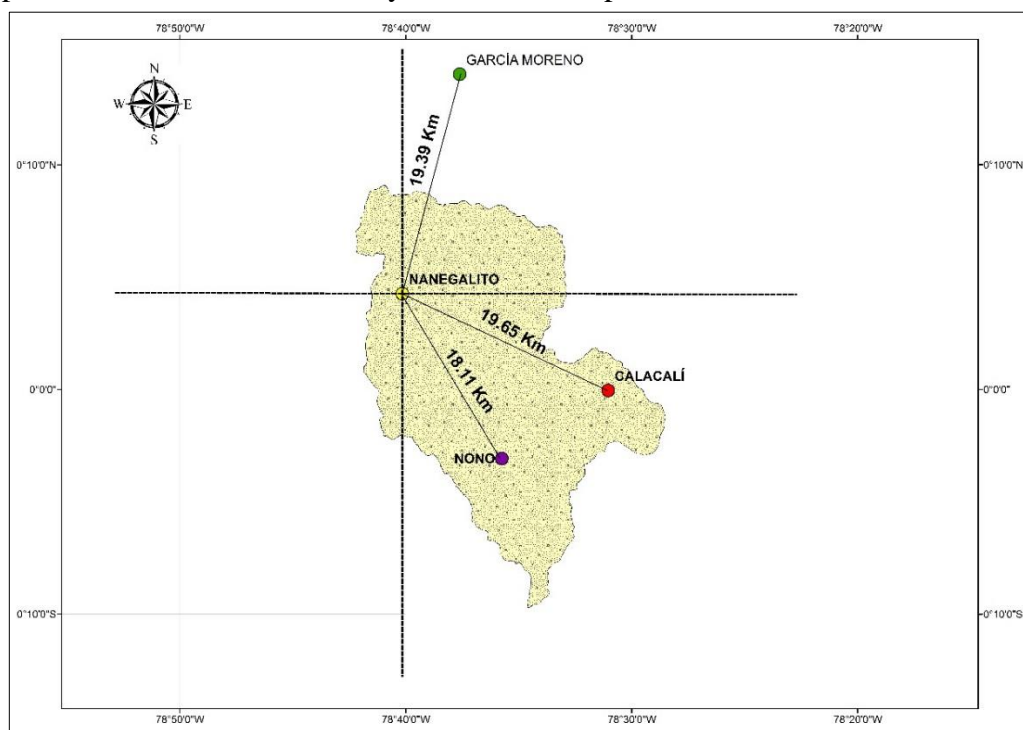 78°50'0"W 78°40'0"W 78°30'0"W 78°20'0"W
GARCÍA MORENO
N
W E
S
19.39 Km
0°10'0"N 0°10'0"N
NANEGALITO
19.65 Km
18.11 Km
CALACALÍ
0°0'0" 0°0'0"
NONO
0°10'0"S 0°10'0"S
78°50'0"W 78°40'0"W 78°30'0"W 78°20'0"W